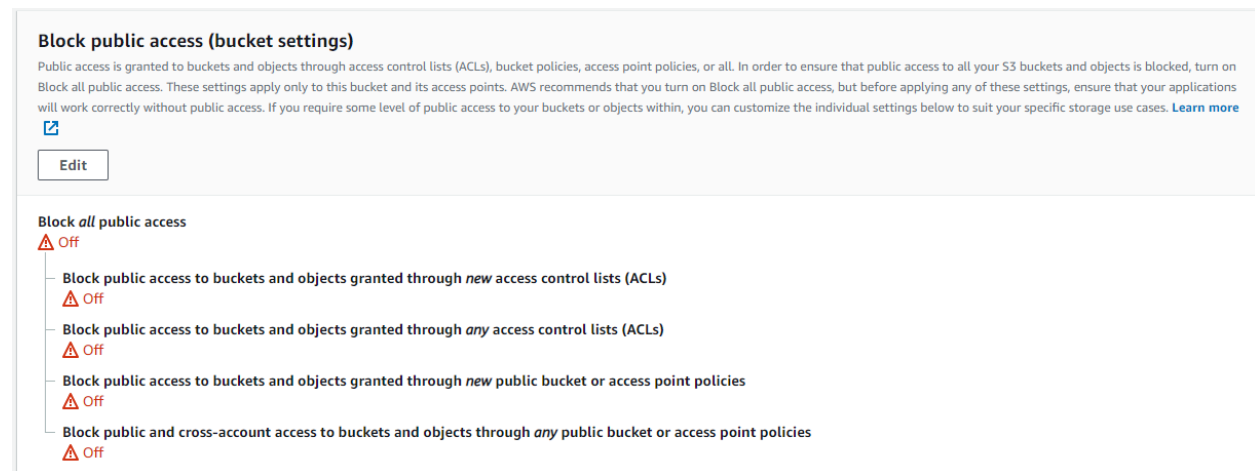 Block public access (bucket settings)
Public access is granted to buckets and objects through access control lists (ACLs), bucket policies, access point policies, or all. In order to ensure that public access to all your S3 buckets and objects is blocked, turn on
Block all public access. These settings apply only to this bucket and its access points. AWS recommends that you turn on Block all public access, but before applying any of these settings, ensure that your applications
will work correctly without public access. If you require some level of public access to your buckets or objects within, you can customize the individual settings below to suit your specific storage use cases. Learn more
Edit
Block all public access
Off
Block public access to buckets and objects granted through new access control lists (ACLs)
Off
Block public access to buckets and objects granted through any access control lists (ACLs)
Off
Block public access to buckets and objects granted through new public bucket or access point policies
Off
Block public and cross-account access to buckets and objects through any public bucket or access point policies
Off